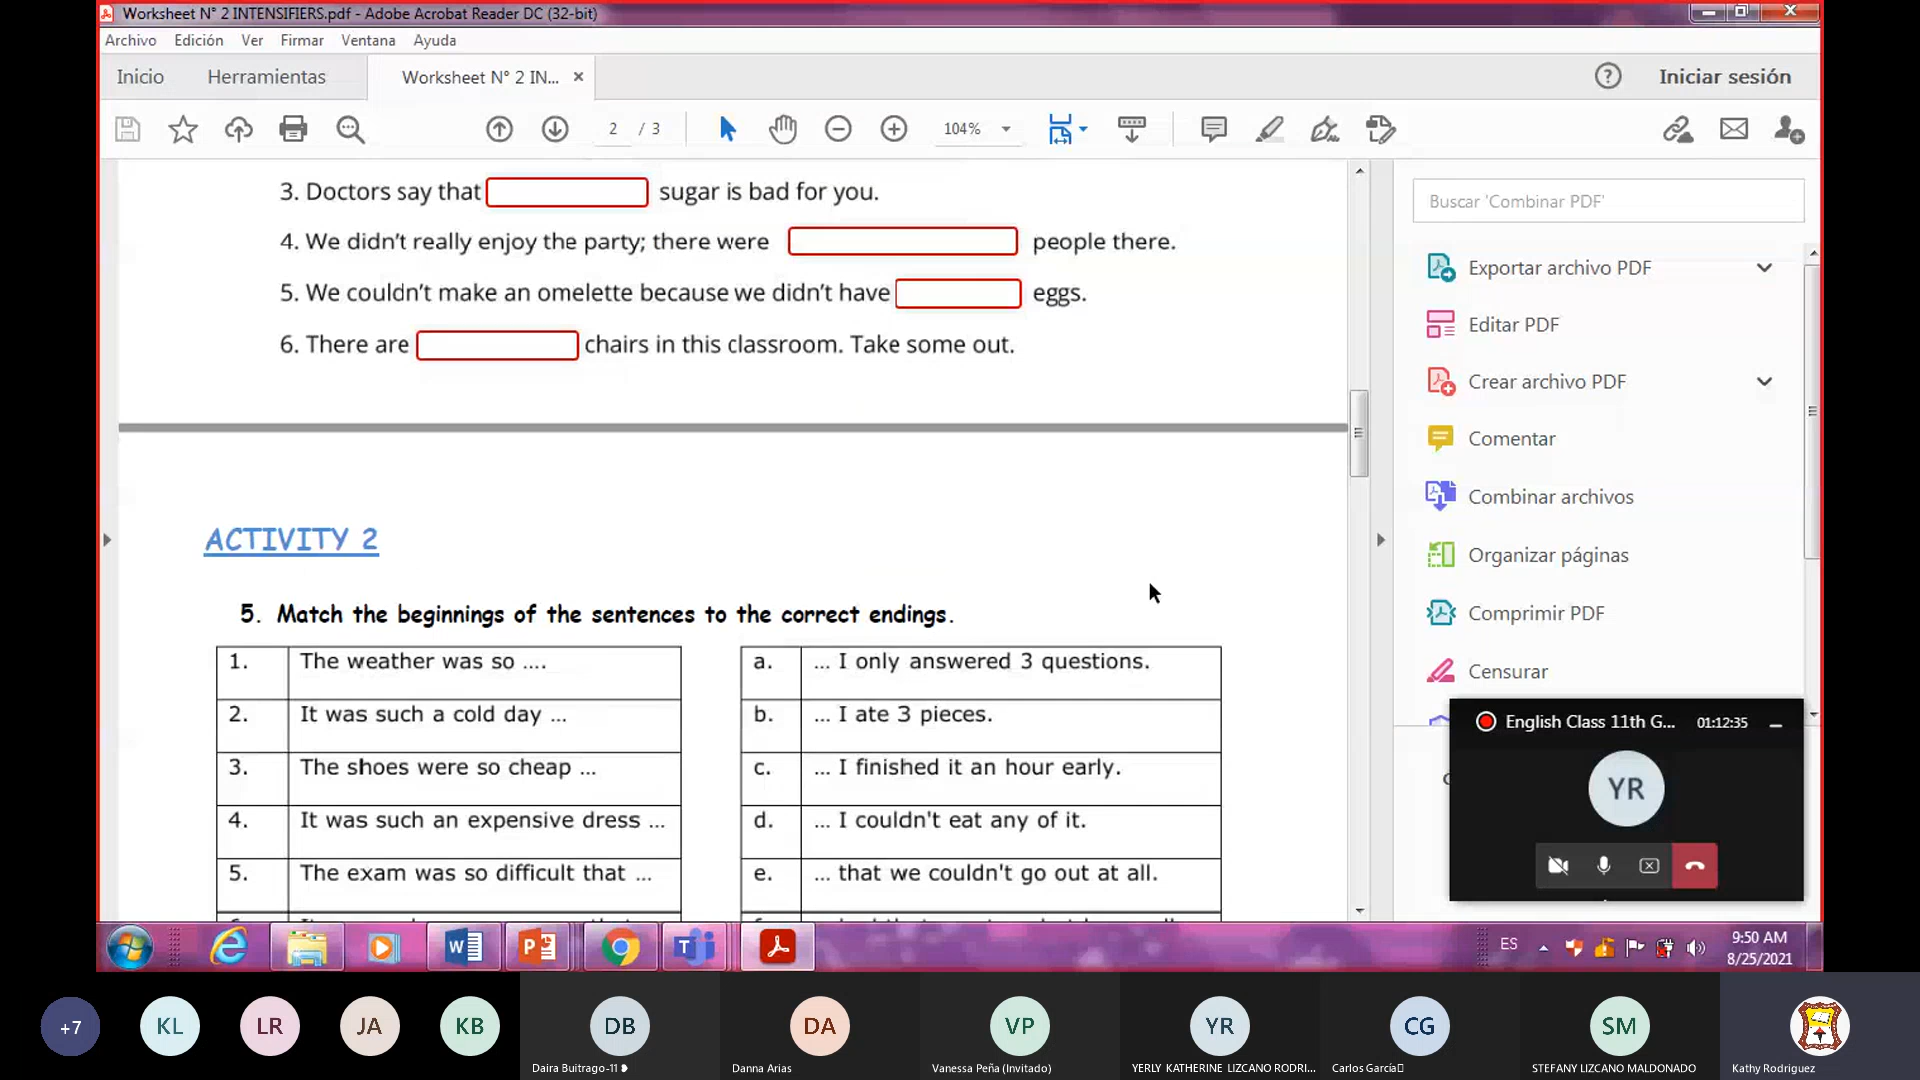 Worksheet N° 2 INTENSIFIERS.pdf - Adobe Acrobat Reader DC (32-bit)
Archivo Edición Ver Firmar Ventana Ayuda
Inicio Herramientas Worksheet N° 2 IN... × ? Iniciar sesión
2 / 3 104%
3. Doctors say that sugar is bad for you.
4. We didn't really enjoy the party; there were people there.
5. We couldn't make an omelette because we didn't have eggs.
6. There are chairs in this classroom. Take some out.
ACTIVITY 2
5. Match the beginnings of the sentences to the correct endings.
1. The weather was so ....
2. It was such a cold day ...
3. The shoes were so cheap ...
4. It was such an expensive dress ...
5. The exam was so difficult that ...
a. ... I only answered 3 questions.
b. ... I ate 3 pieces.
c. ... I finished it an hour early.
d. ... I couldn't eat any of it.
e. ... that we couldn't go out at all.
Buscar 'Combinar PDF'
Exportar archivo PDF
Editar PDF
Crear archivo PDF
Comentar
Combinar archivos
Organizar páginas
Comprimir PDF
Censurar
English Class 11th G... 01:12:35
YR
ES
9:50 AM
8/25/2021
+7 KL LR JA KB DB DA VP YR CG SM
Daira Buitrago-11 Danna Arias Vanessa Peña (Invitado) YERLY KATHERINE LIZCANO RODRI... Carlos García STEFANY LIZCANO MALDONADO Kathy Rodriguez